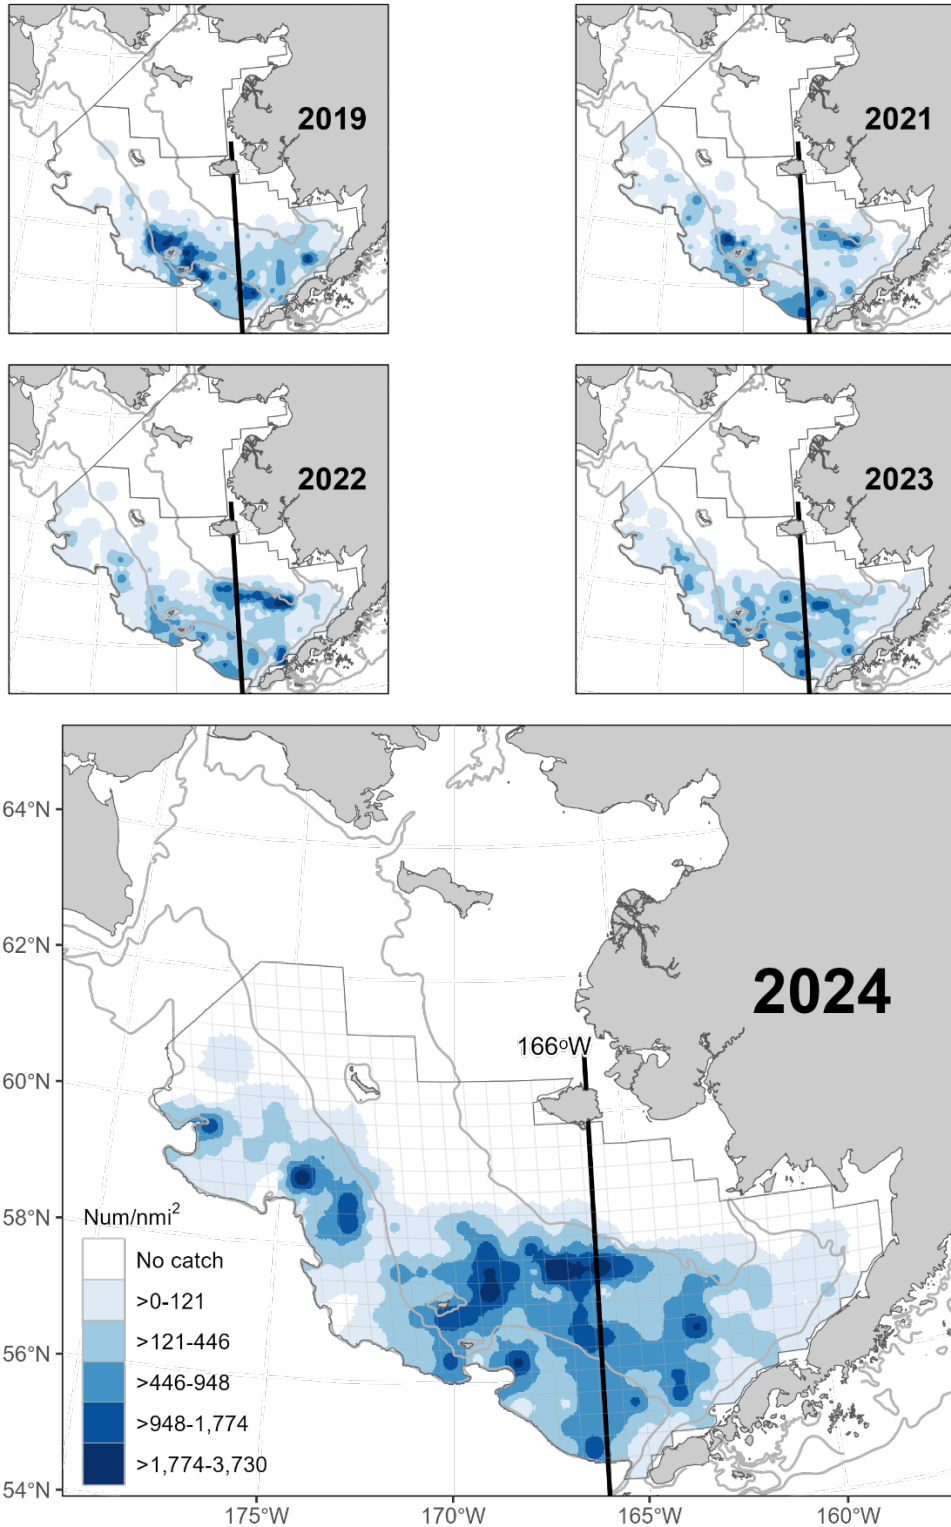 2019
2021
2022
2023
2024
166°W
64°N
62°N
60°N
58°N
56°N
54°N
Num/nmi²
No catch
>0-121
>121-446
>446-948
>948-1,774
>1,774-3,730
175°W
170°W
165°W
160°W